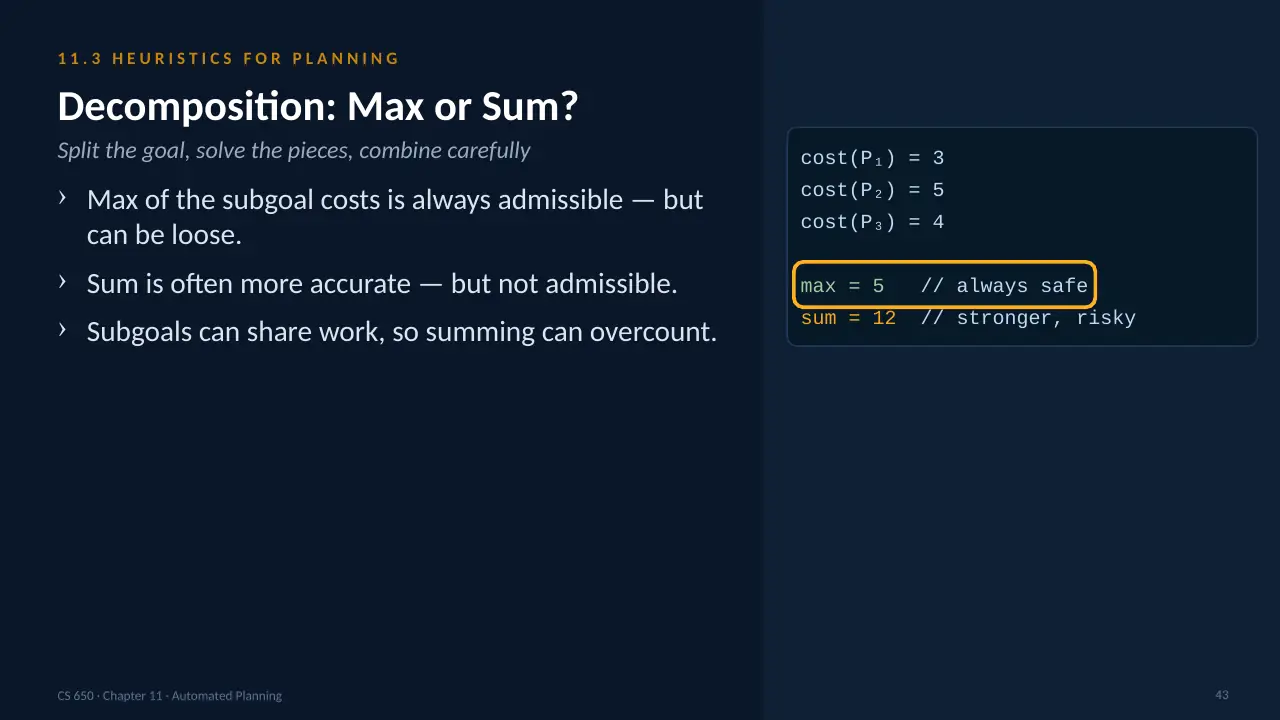 11.3 HEURISTICS FOR PLANNING
Decomposition: Max or Sum?
Split the goal, solve the pieces, combine carefully
› Max of the subgoal costs is always admissible — but
can be loose.
› Sum is often more accurate — but not admissible.
› Subgoals can share work, so summing can overcount.
cost(P₁) = 3
cost(P₂) = 5
cost(P₃) = 4
max = 5   // always safe
sum = 12  // stronger, risky
CS 650 · Chapter 11 · Automated Planning
43